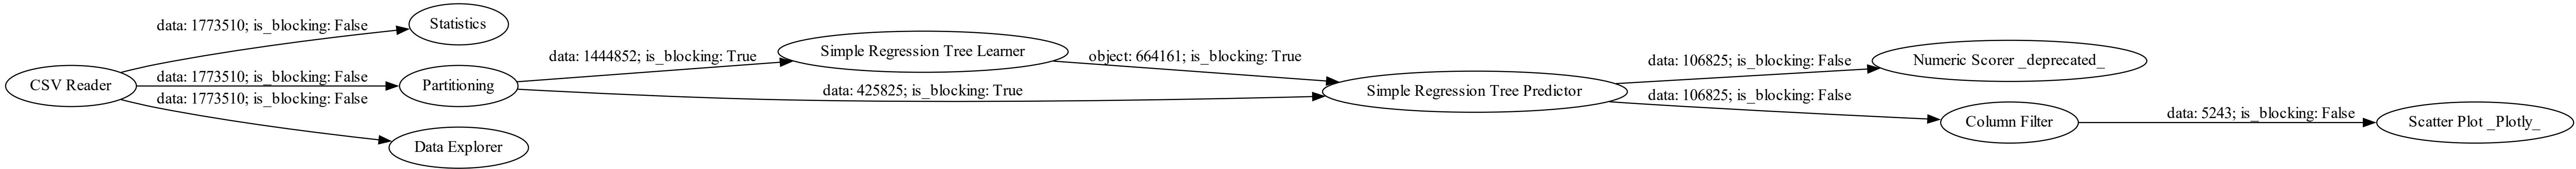 CSV Reader
data: 1773510; is_blocking: False
data: 1773510; is_blocking: False
data: 1773510; is_blocking: False
Statistics
Partitioning
Data Explorer
data: 1444852; is_blocking: True
data: 425825; is_blocking: True
Simple Regression Tree Learner
object: 664161; is_blocking: True
Simple Regression Tree Predictor
data: 106825; is_blocking: False
data: 106825; is_blocking: False
Numeric Scorer _deprecated_
Column Filter
data: 5243; is_blocking: False
Scatter Plot _Plotly_